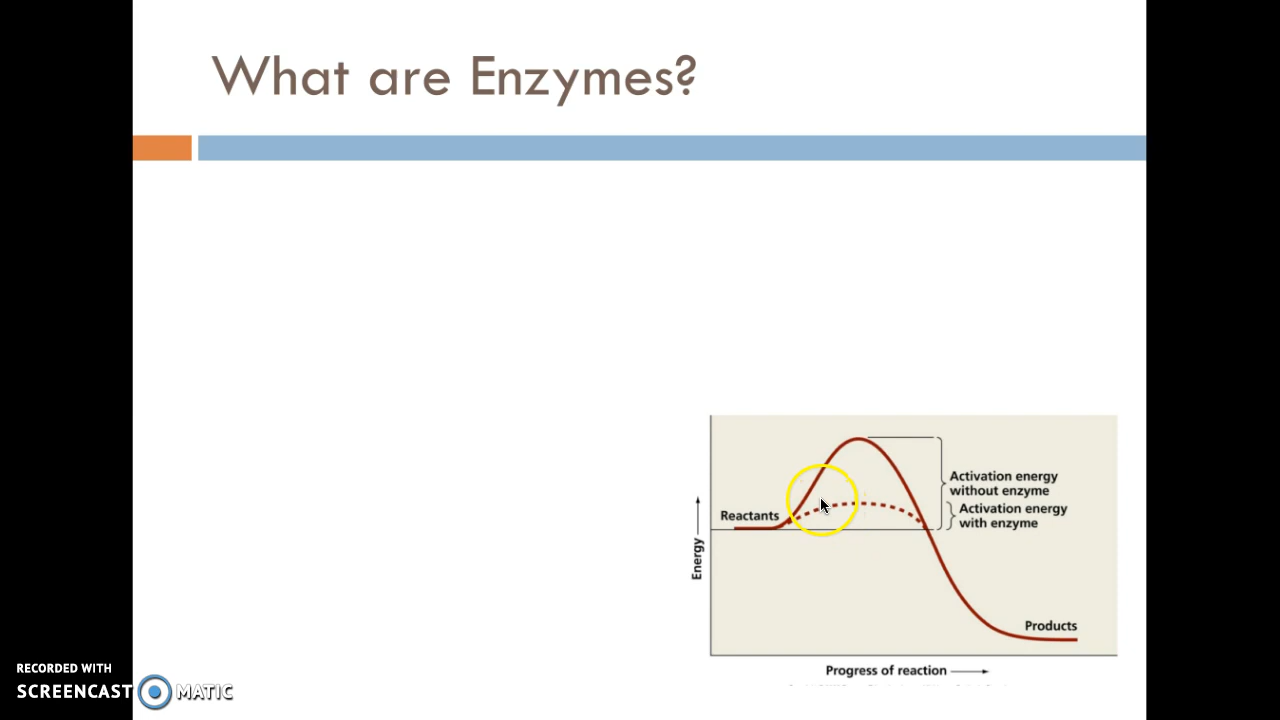 What are Enzymes?
Activation energy
without enzyme
Activation energy
with enzyme
Reactants
Energy
Products
Progress of reaction
RECORDED WITH
SCREENCAST MATIC